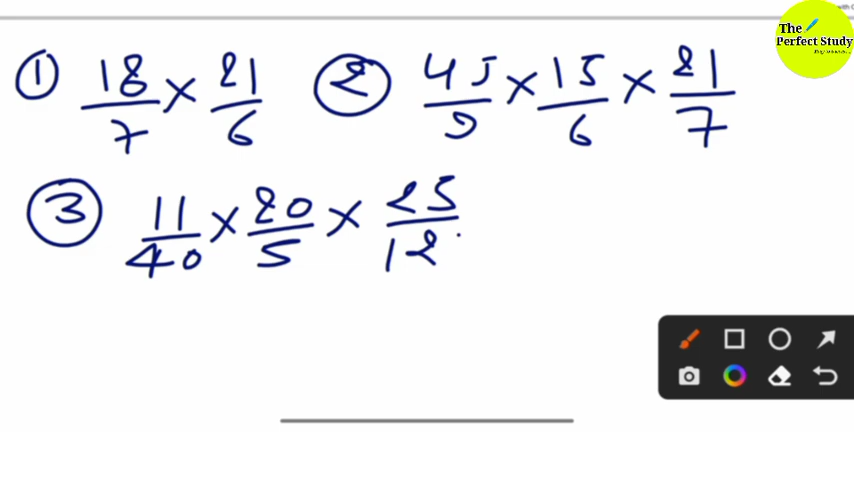 The
Perfect Study
① 18/7 × 21/6 ② 45/9 × 15/6 × 21/7
③ 11/40 × 20/5 × 25/12